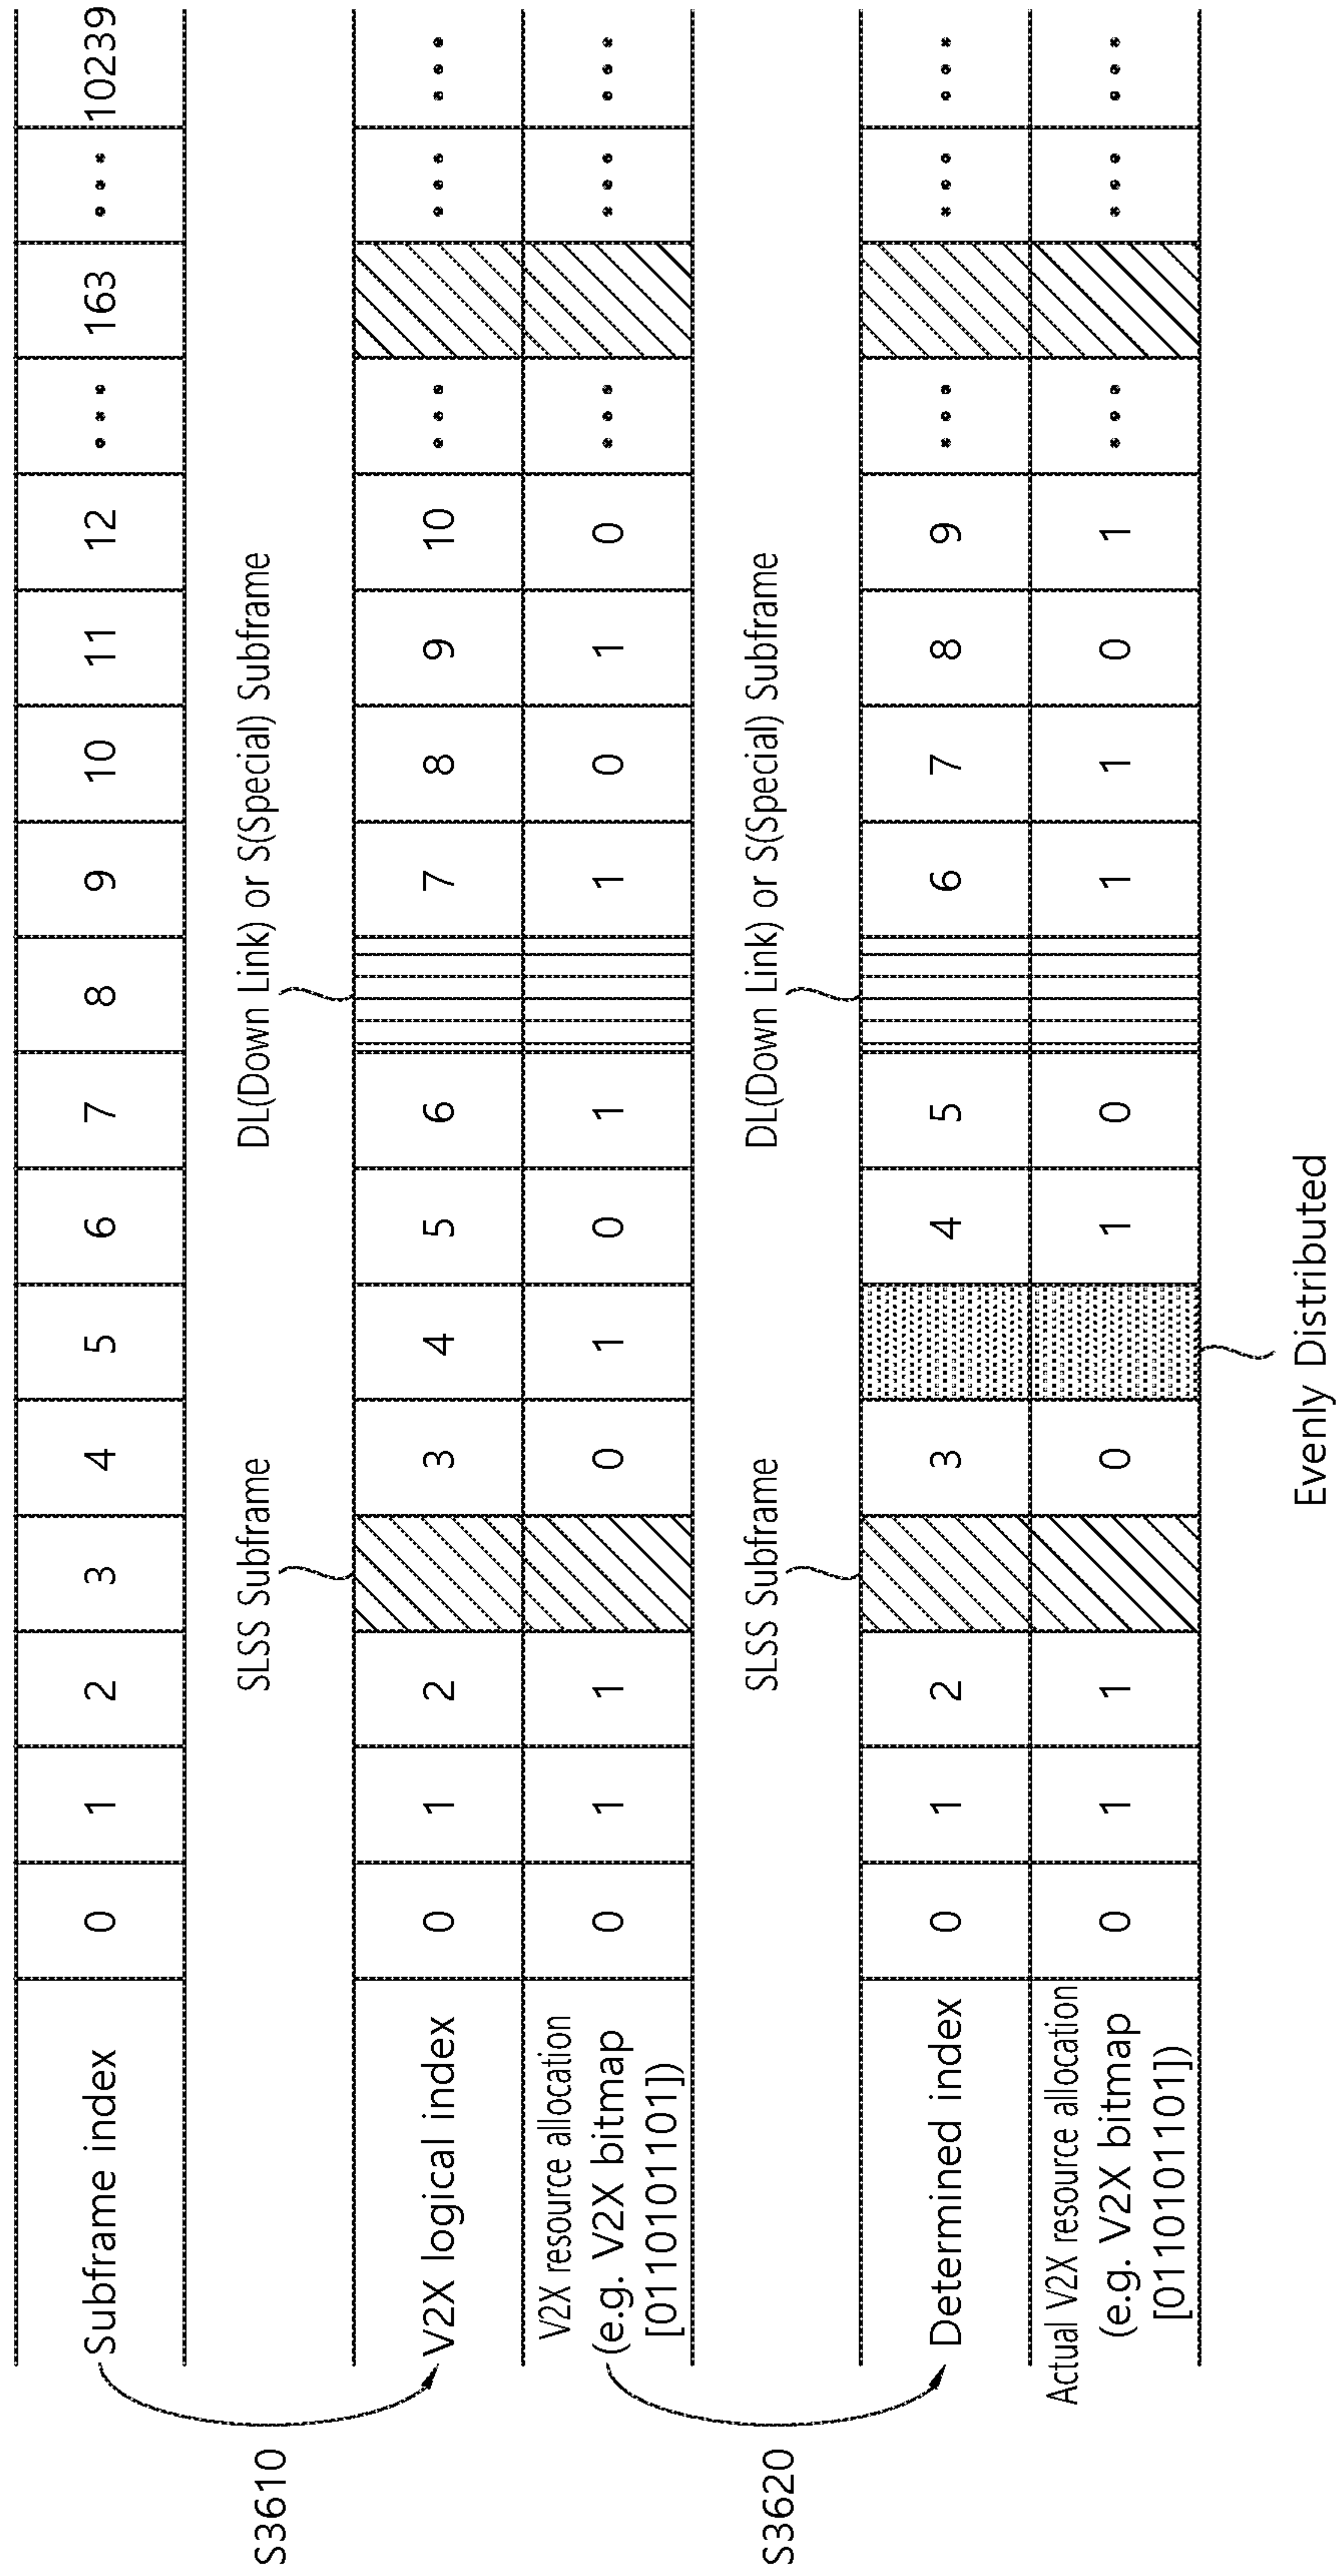 Subframe index 0 1 2 3 4 5 6 7 8 9 10 11 12 ••• 163 ••• 10239
S3610
SLSS Subframe DL(Down Link) or S(Special) Subframe
V2X logical index 0 1 2 3 4 5 6 7 8 9 10 ••• ••• •••
V2X resource allocation
(e.g. V2X bitmap 0 1 1 0 1 0 1 1 0 1 0 ••• ••• •••
[0110101101])
S3620
SLSS Subframe DL(Down Link) or S(Special) Subframe
Determined index 0 1 2 3 4 5 6 7 8 9 ••• ••• •••
Actual V2X resource allocation
(e.g. V2X bitmap 0 1 1 0 1 0 1 1 0 1 ••• ••• •••
[0110101101])
Evenly Distributed